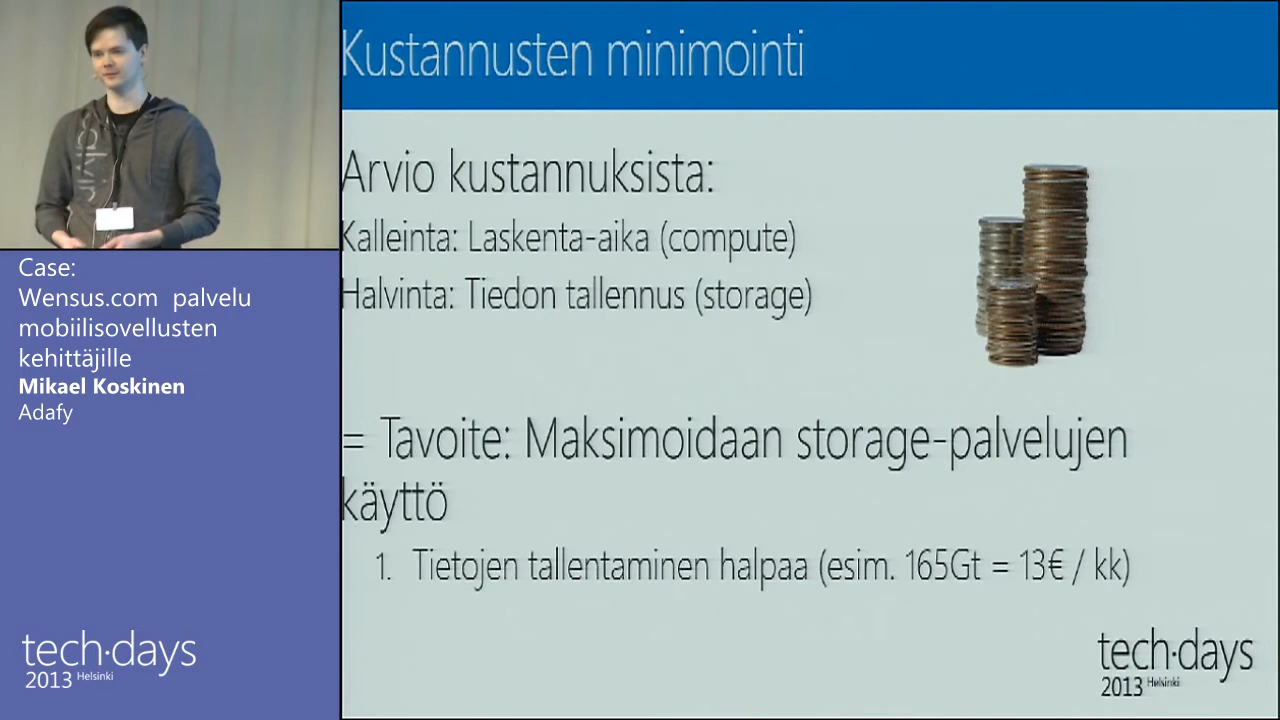 Kustannusten minimointi
Arvio kustannuksista:
Kalleinta: Laskenta-aika (compute)
Halvinta: Tiedon tallennus (storage)
= Tavoite: Maksimoidaan storage-palvelujen
käyttö
1. Tietojen tallentaminen halpaa (esim. 165Gt = 13€ / kk)
tech·days
2013 Helsinki
Case:
Wensus.com palvelu
mobiilisovellusten
kehittäjille
Mikael Koskinen
Adafy
tech·days
2013 Helsinki